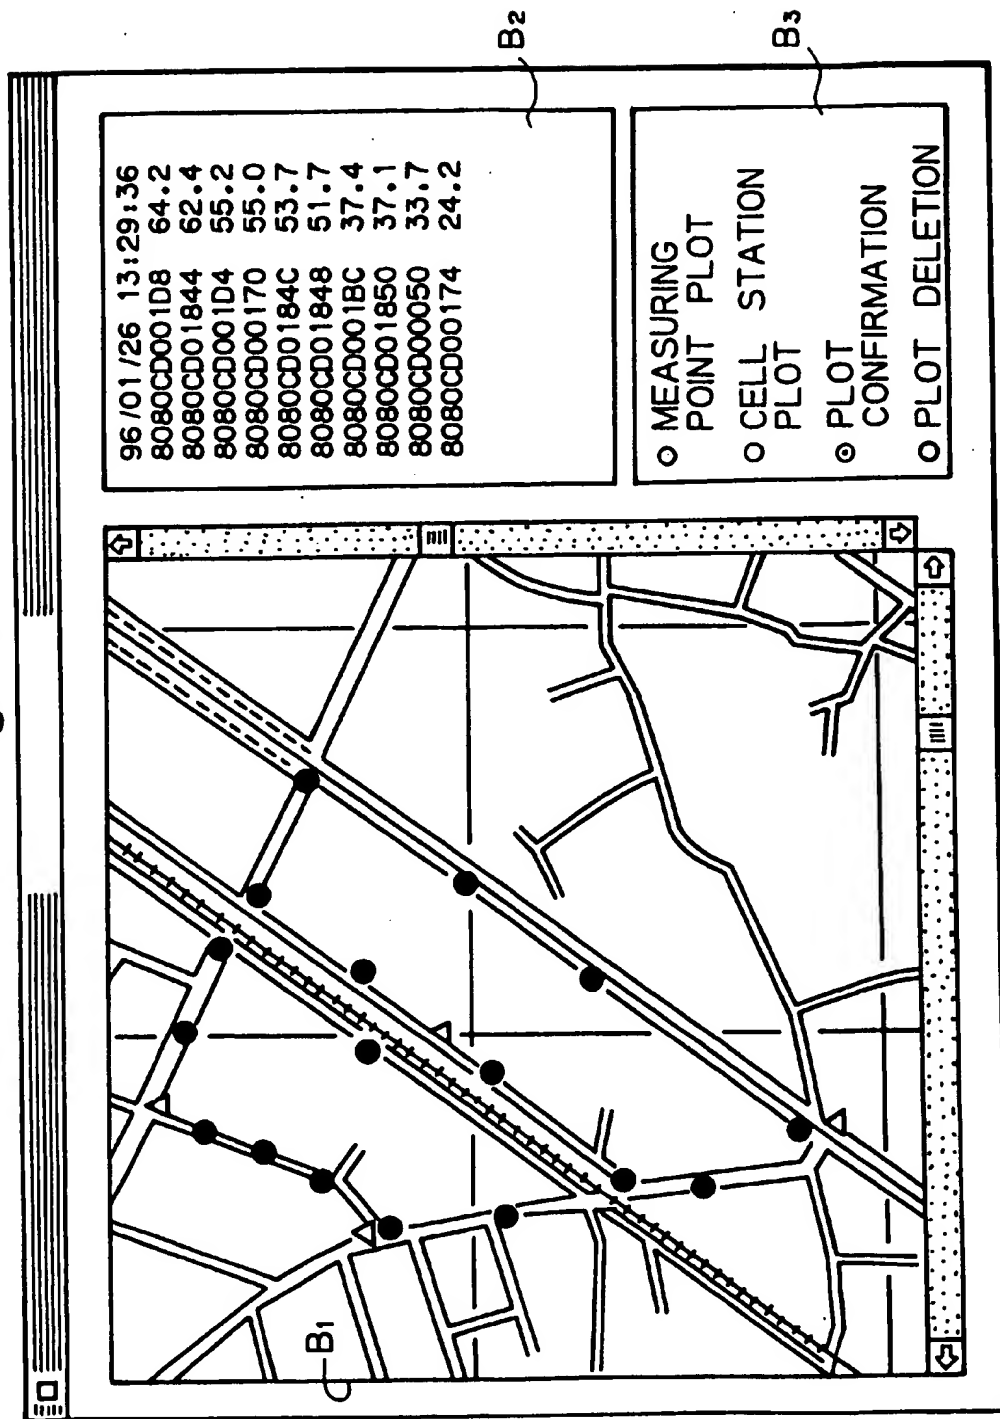 96/01/26 13:29:36
8080CD001D8 64.2
8080CD01844 62.4
8080CD001D4 55.2
8080CD00170 55.0
8080CD0184C 53.7
8080CD01848 51.7
8080CD001BC 37.4
8080CD01850 37.1
8080CD00050 33.7
8080CD00174 24.2
MEASURING
POINT PLOT
CELL STATION
PLOT
PLOT
CONFIRMATION
PLOT DELETION
B1
B2
B3